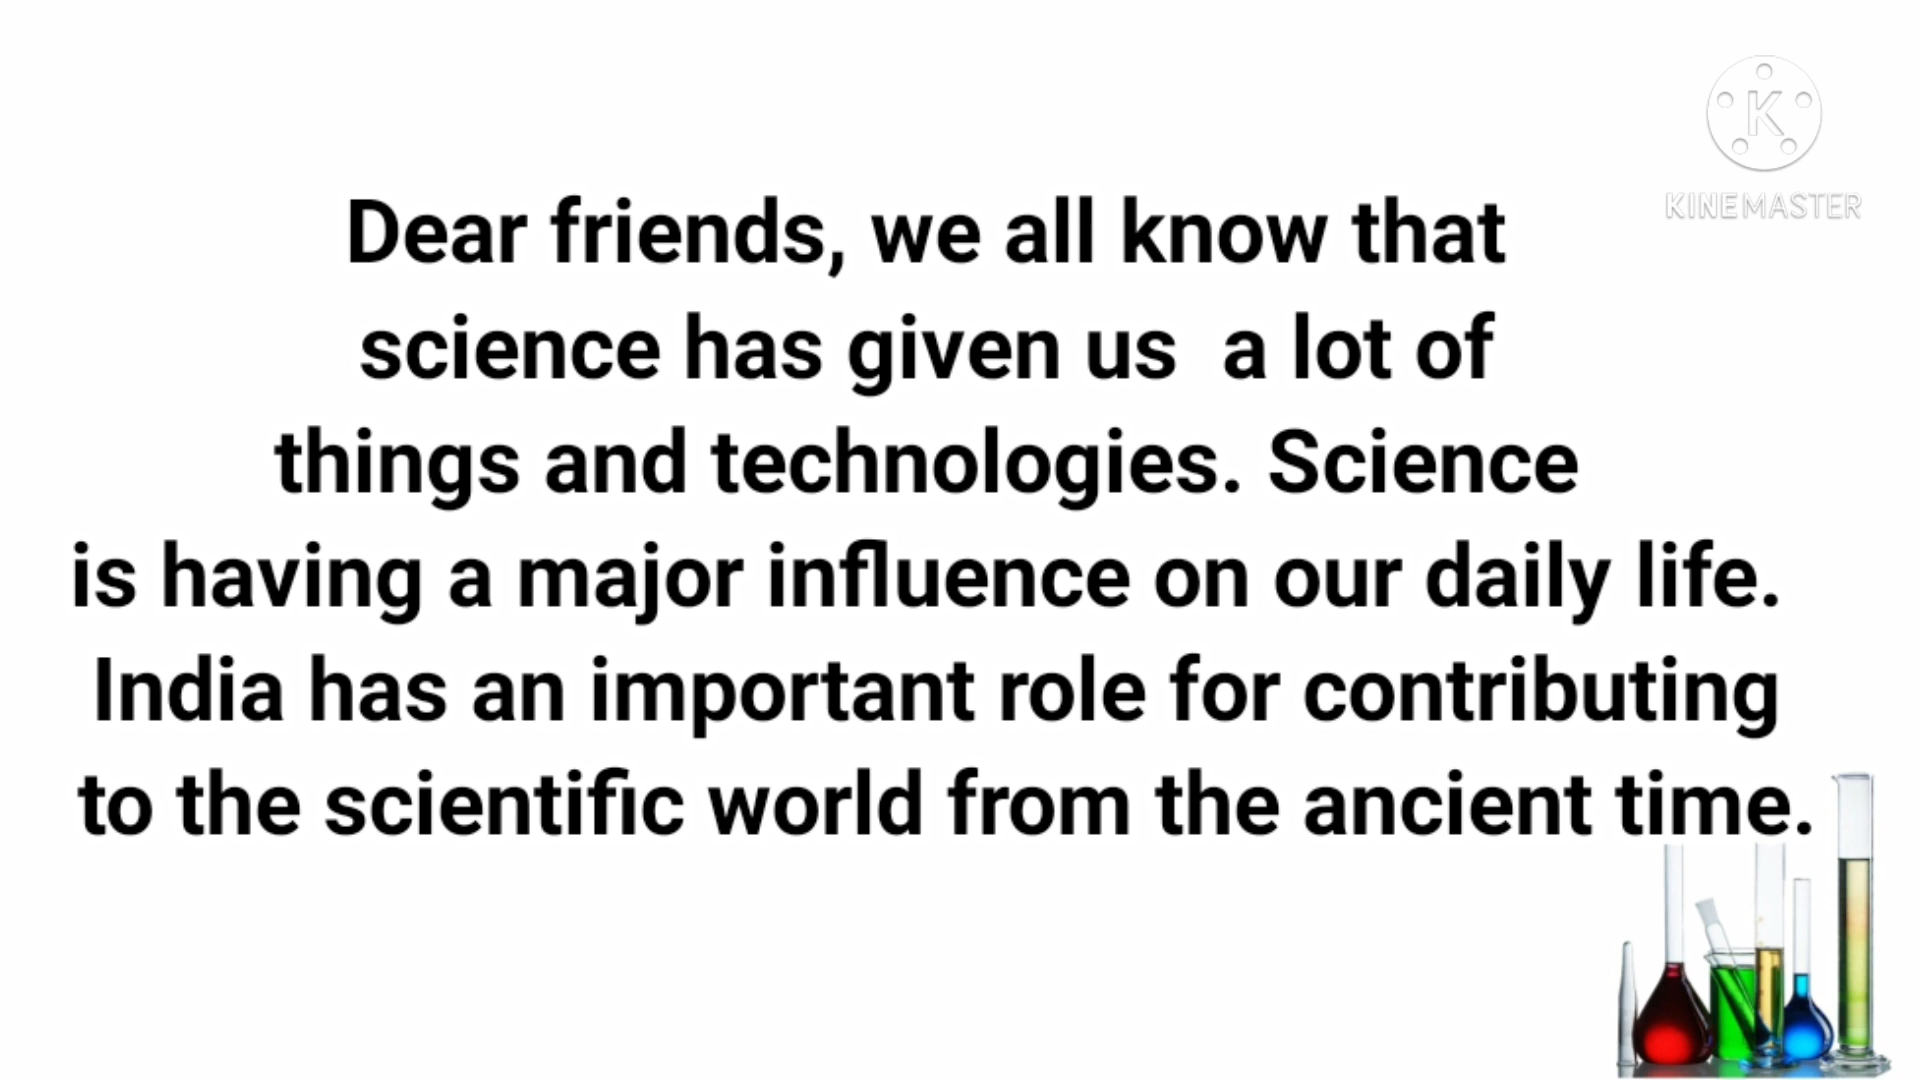 K
KINEMASTER
Dear friends, we all know that
science has given us  a lot of
things and technologies. Science
is having a major influence on our daily life.
India has an important role for contributing
to the scientific world from the ancient time.